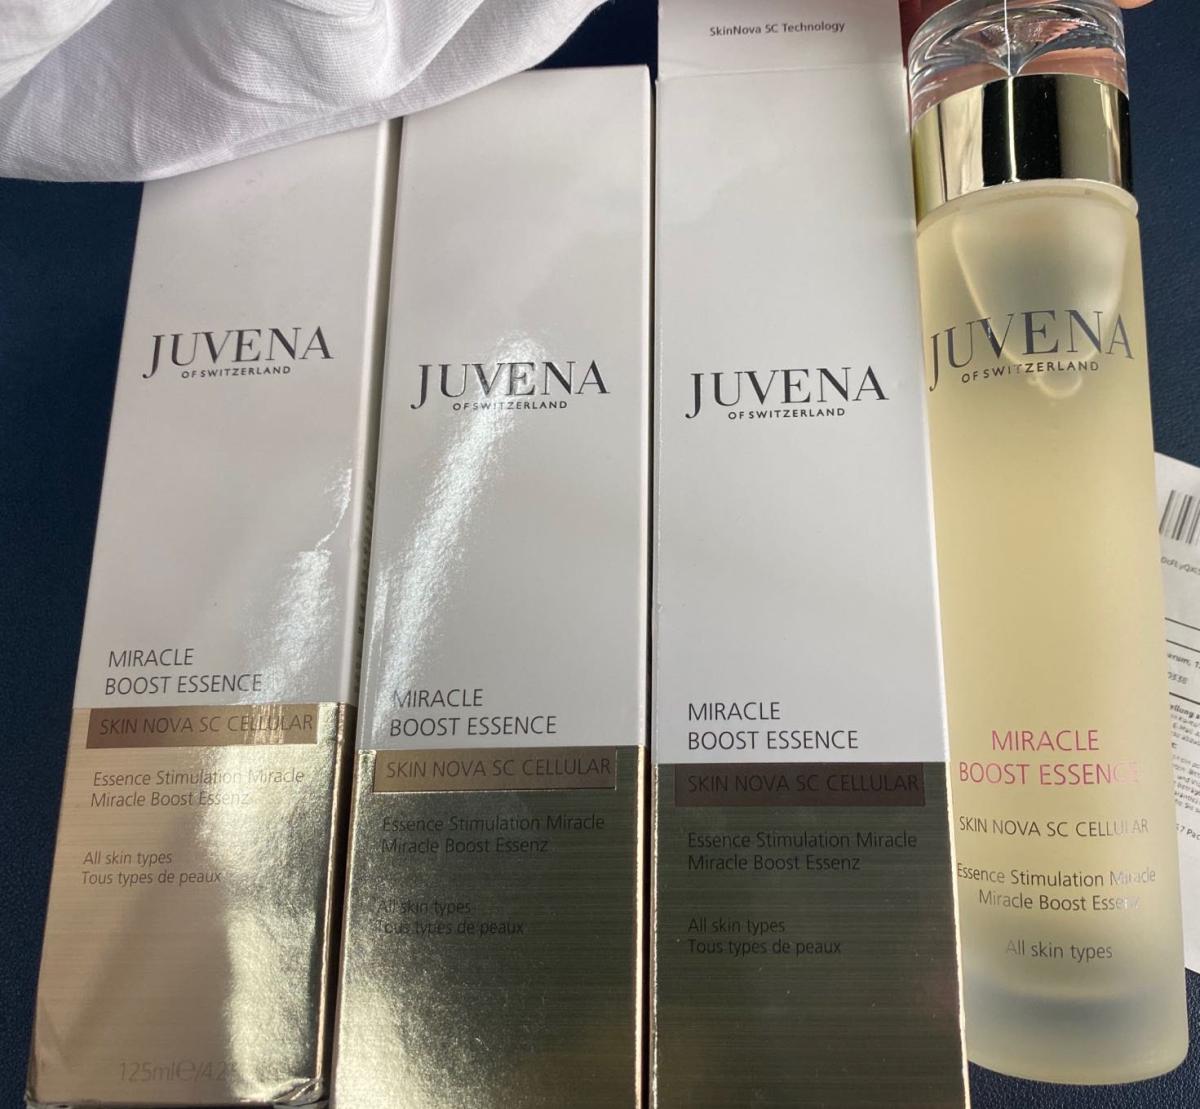 SkinNova SC Technology
JUVENA
OF SWITZERLAND
MIRACLE
BOOST ESSENCE
SKIN NOVA SC CELLULAR
Essence Stimulation Miracle
Miracle Boost Essenz
All skin types
Tous types de peaux
125ml
JUVENA
OF SWITZERLAND
MIRACLE
BOOST ESSENCE
SKIN NOVA SC CELLULAR
Essence Stimulation Miracle
Miracle Boost Essenz
All skin types
Tous types de peaux
JUVENA
OF SWITZERLAND
MIRACLE
BOOST ESSENCE
SKIN NOVA SC CELLULAR
Essence Stimulation Miracle
Miracle Boost Essenz
All skin types
Tous types de peaux
JUVENA
OF SWITZERLAND
MIRACLE
BOOST ESSENCE
SKIN NOVA SC CELLULAR
Essence Stimulation Miracle
Miracle Boost Essenz
All skin types